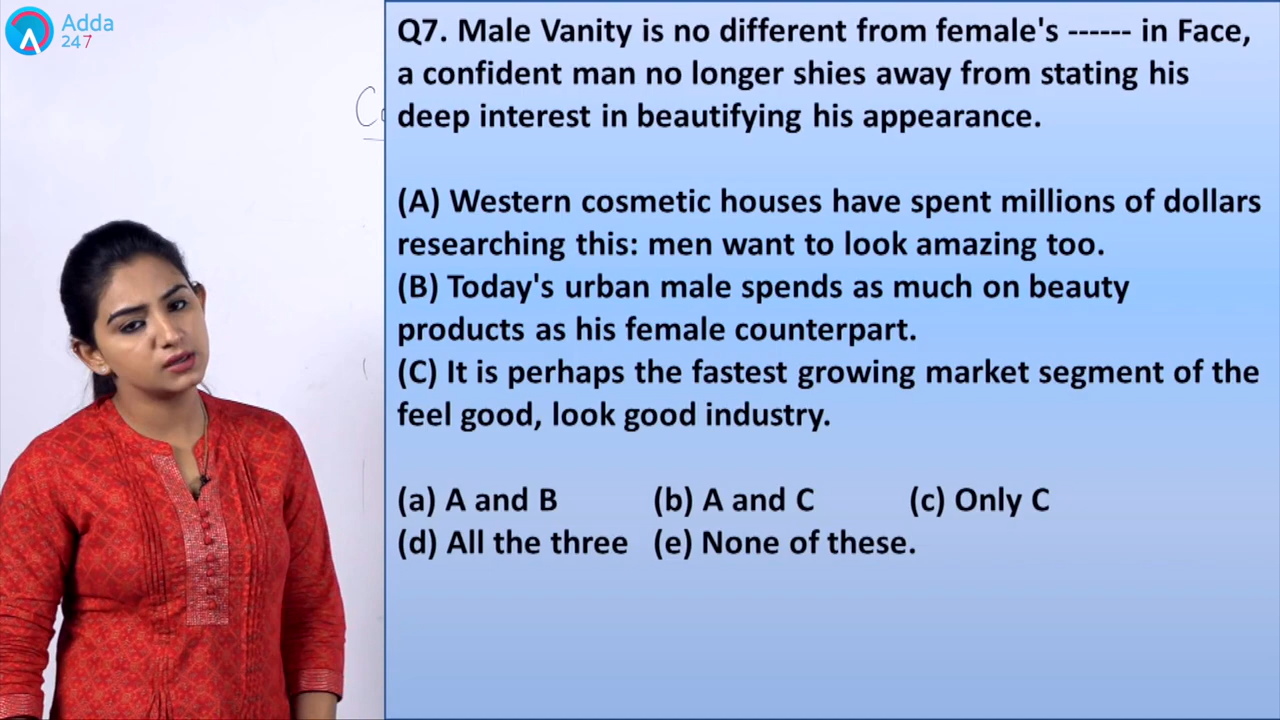 Adda
247
Q7. Male Vanity is no different from female's ------ in Face,
a confident man no longer shies away from stating his
deep interest in beautifying his appearance.
(A) Western cosmetic houses have spent millions of dollars
researching this: men want to look amazing too.
(B) Today's urban male spends as much on beauty
products as his female counterpart.
(C) It is perhaps the fastest growing market segment of the
feel good, look good industry.
(a) A and B (b) A and C (c) Only C
(d) All the three (e) None of these.